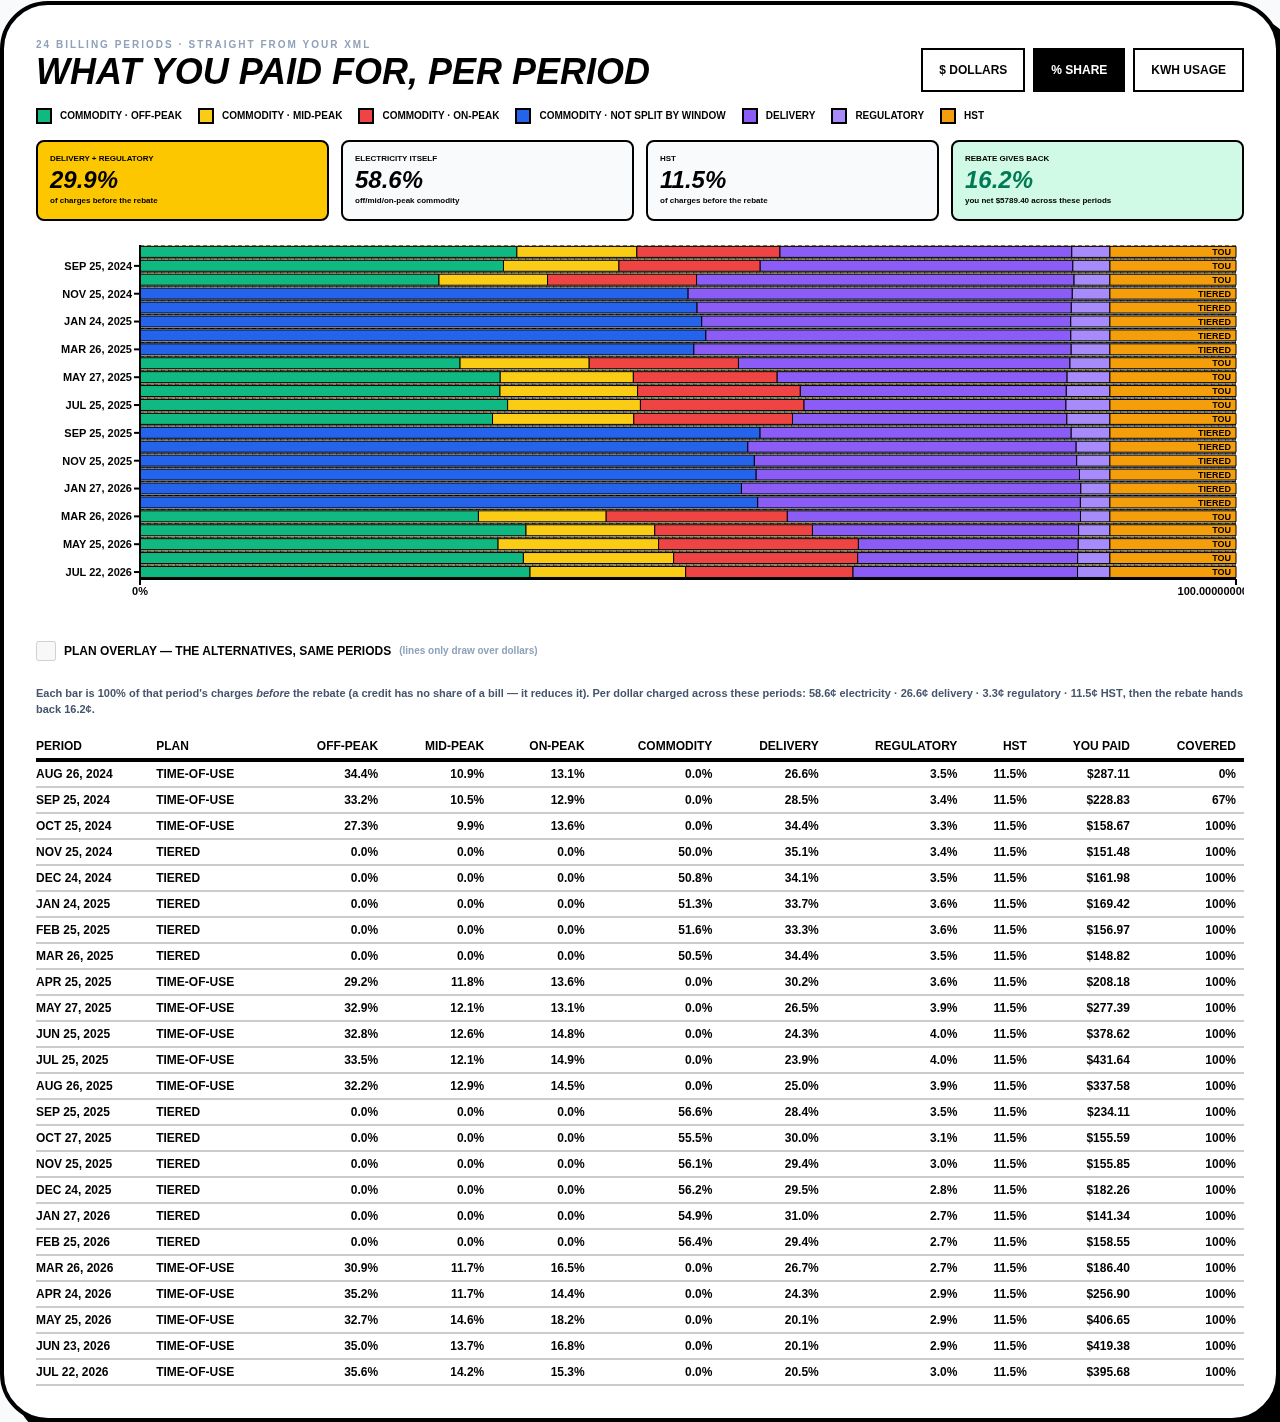 24 BILLING PERIODS · STRAIGHT FROM YOUR XML
WHAT YOU PAID FOR, PER PERIOD
$ DOLLARS
% SHARE
KWH USAGE
COMMODITY · OFF-PEAK
COMMODITY · MID-PEAK
COMMODITY · ON-PEAK
COMMODITY · NOT SPLIT BY WINDOW
DELIVERY
REGULATORY
HST
DELIVERY + REGULATORY
29.9%
of charges before the rebate
ELECTRICITY ITSELF
58.6%
off/mid/on-peak commodity
HST
11.5%
of charges before the rebate
REBATE GIVES BACK
16.2%
you net $5789.40 across these periods
TOU
SEP 25, 2024 TOU
TOU
NOV 25, 2024 TIERED
TIERED
JAN 24, 2025 TIERED
TIERED
MAR 26, 2025 TIERED
TOU
MAY 27, 2025 TOU
TOU
JUL 25, 2025 TOU
TOU
SEP 25, 2025 TIERED
TIERED
NOV 25, 2025 TIERED
TIERED
JAN 27, 2026 TIERED
TIERED
MAR 26, 2026 TOU
TOU
MAY 25, 2026 TOU
TOU
JUL 22, 2026 TOU
0% 100.0000000
PLAN OVERLAY — THE ALTERNATIVES, SAME PERIODS (lines only draw over dollars)
Each bar is 100% of that period's charges before the rebate (a credit has no share of a bill — it reduces it). Per dollar charged across these periods: 58.6¢ electricity · 26.6¢ delivery · 3.3¢ regulatory · 11.5¢ HST, then the rebate hands
back 16.2¢.
PERIOD PLAN OFF-PEAK MID-PEAK ON-PEAK COMMODITY DELIVERY REGULATORY HST YOU PAID COVERED
AUG 26, 2024 TIME-OF-USE 34.4% 10.9% 13.1% 0.0% 26.6% 3.5% 11.5% $287.11 0%
SEP 25, 2024 TIME-OF-USE 33.2% 10.5% 12.9% 0.0% 28.5% 3.4% 11.5% $228.83 67%
OCT 25, 2024 TIME-OF-USE 27.3% 9.9% 13.6% 0.0% 34.4% 3.3% 11.5% $158.67 100%
NOV 25, 2024 TIERED 0.0% 0.0% 0.0% 50.0% 35.1% 3.4% 11.5% $151.48 100%
DEC 24, 2024 TIERED 0.0% 0.0% 0.0% 50.8% 34.1% 3.5% 11.5% $161.98 100%
JAN 24, 2025 TIERED 0.0% 0.0% 0.0% 51.3% 33.7% 3.6% 11.5% $169.42 100%
FEB 25, 2025 TIERED 0.0% 0.0% 0.0% 51.6% 33.3% 3.6% 11.5% $156.97 100%
MAR 26, 2025 TIERED 0.0% 0.0% 0.0% 50.5% 34.4% 3.5% 11.5% $148.82 100%
APR 25, 2025 TIME-OF-USE 29.2% 11.8% 13.6% 0.0% 30.2% 3.6% 11.5% $208.18 100%
MAY 27, 2025 TIME-OF-USE 32.9% 12.1% 13.1% 0.0% 26.5% 3.9% 11.5% $277.39 100%
JUN 25, 2025 TIME-OF-USE 32.8% 12.6% 14.8% 0.0% 24.3% 4.0% 11.5% $378.62 100%
JUL 25, 2025 TIME-OF-USE 33.5% 12.1% 14.9% 0.0% 23.9% 4.0% 11.5% $431.64 100%
AUG 26, 2025 TIME-OF-USE 32.2% 12.9% 14.5% 0.0% 25.0% 3.9% 11.5% $337.58 100%
SEP 25, 2025 TIERED 0.0% 0.0% 0.0% 56.6% 28.4% 3.5% 11.5% $234.11 100%
OCT 27, 2025 TIERED 0.0% 0.0% 0.0% 55.5% 30.0% 3.1% 11.5% $155.59 100%
NOV 25, 2025 TIERED 0.0% 0.0% 0.0% 56.1% 29.4% 3.0% 11.5% $155.85 100%
DEC 24, 2025 TIERED 0.0% 0.0% 0.0% 56.2% 29.5% 2.8% 11.5% $182.26 100%
JAN 27, 2026 TIERED 0.0% 0.0% 0.0% 54.9% 31.0% 2.7% 11.5% $141.34 100%
FEB 25, 2026 TIERED 0.0% 0.0% 0.0% 56.4% 29.4% 2.7% 11.5% $158.55 100%
MAR 26, 2026 TIME-OF-USE 30.9% 11.7% 16.5% 0.0% 26.7% 2.7% 11.5% $186.40 100%
APR 24, 2026 TIME-OF-USE 35.2% 11.7% 14.4% 0.0% 24.3% 2.9% 11.5% $256.90 100%
MAY 25, 2026 TIME-OF-USE 32.7% 14.6% 18.2% 0.0% 20.1% 2.9% 11.5% $406.65 100%
JUN 23, 2026 TIME-OF-USE 35.0% 13.7% 16.8% 0.0% 20.1% 2.9% 11.5% $419.38 100%
JUL 22, 2026 TIME-OF-USE 35.6% 14.2% 15.3% 0.0% 20.5% 3.0% 11.5% $395.68 100%